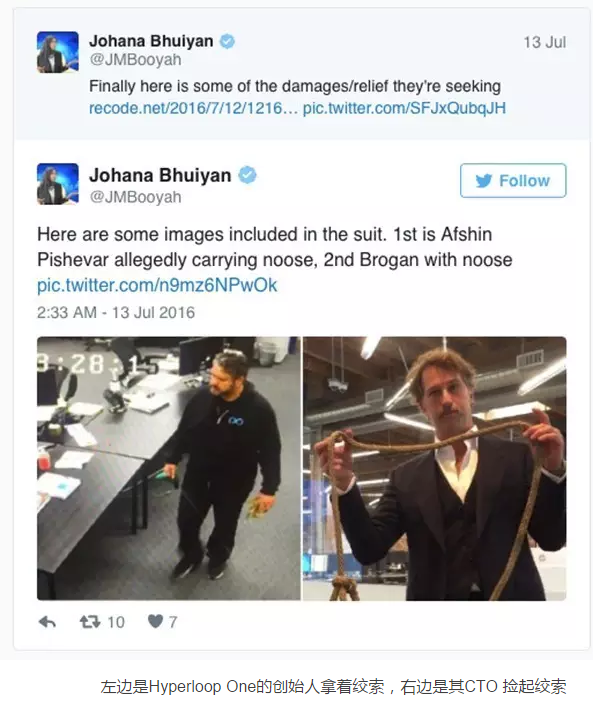 Johana Bhuiyan
13 Jul
@JMBooyah
Finally here is some of the damages/relief they're seeking
recode.net/2016/7/12/1216… pic.twitter.com/SFJxQubqJH
Johana Bhuiyan
@JMBooyah
Follow
Here are some images included in the suit. 1st is Afshin
Pishevar allegedly carrying noose, 2nd Brogan with noose
pic.twitter.com/n9mz6NPwOk
2:33 AM - 13 Jul 2016
10
7
左边是Hyperloop One的创始人拿着绞索，右边是其CTO 捡起绞索